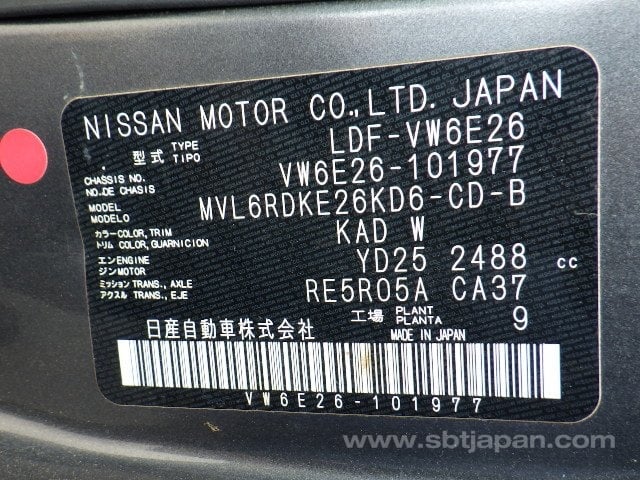 NISSAN MOTOR CO.,LTD. JAPAN
型式 TYPE TIPO LDF-VW6E26
CHASSIS NO. NO.DE CHASIS VW6E26-101977
MODEL MODELO MVL6RDKE26KD6-CD-B
カラー COLOR, TRIM トリム COLOR, GUARNICION KAD W
エンジン ENGINE MOTOR YD25 2488 cc
ミッション TRANS., AXLE アクスル TRANS., EJE RE5R05A CA37
工場 PLANT PLANTA 9
日産自動車株式会社 MADE IN JAPAN
VW6E26-101977
www.sbtjapan.com